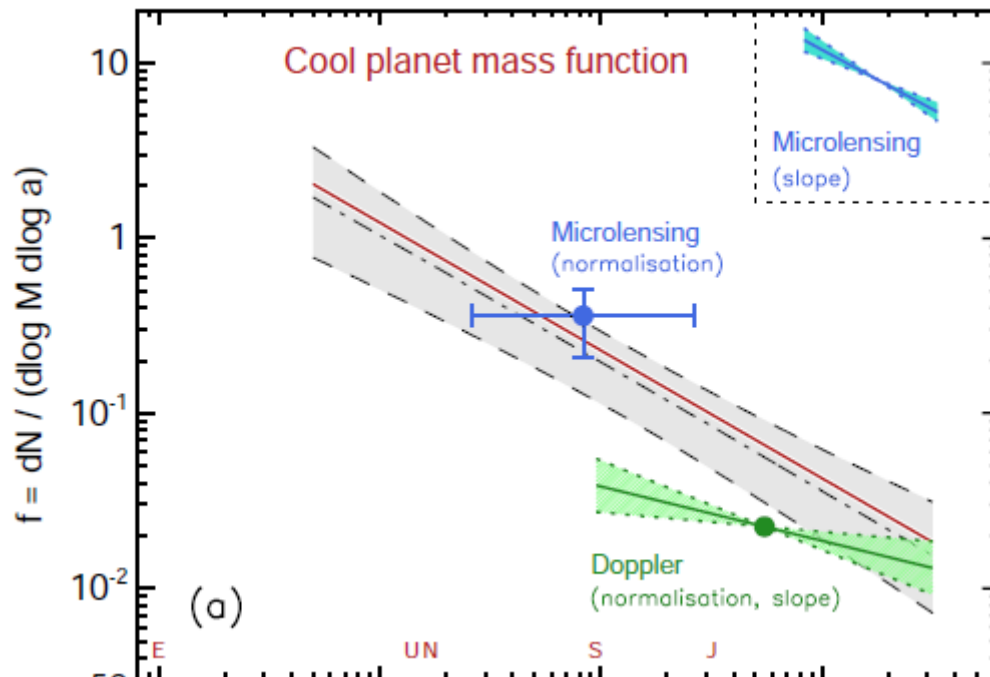 10
Cool planet mass function
Microlensing
(slope)
1
Microlensing
(normalisation)
10-1
f = dN / (dlog M dlog a)
Doppler
(normalisation, slope)
10-2
(a)
E
U N
S
J